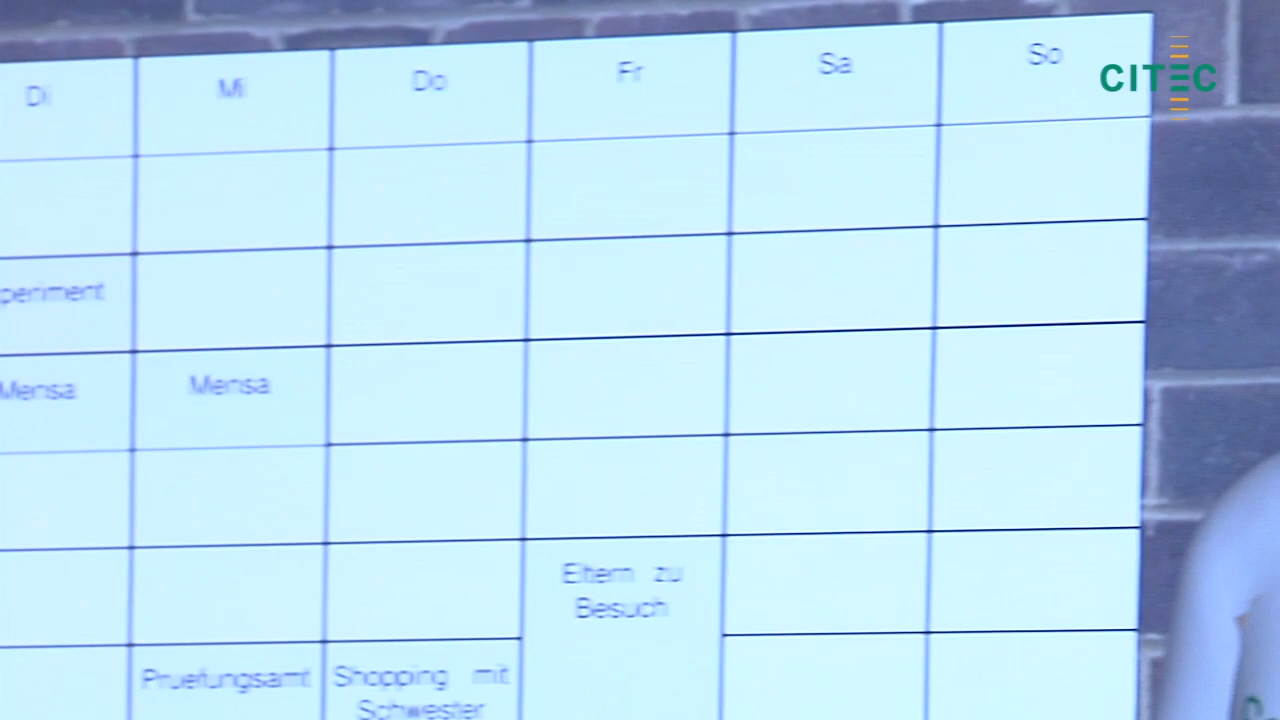 Di Mi Do Fr Sa So
CITEC
periment
Mensa Mensa
Eltern zu
Besuch
Pruefungsamt Shopping mit
Schwester